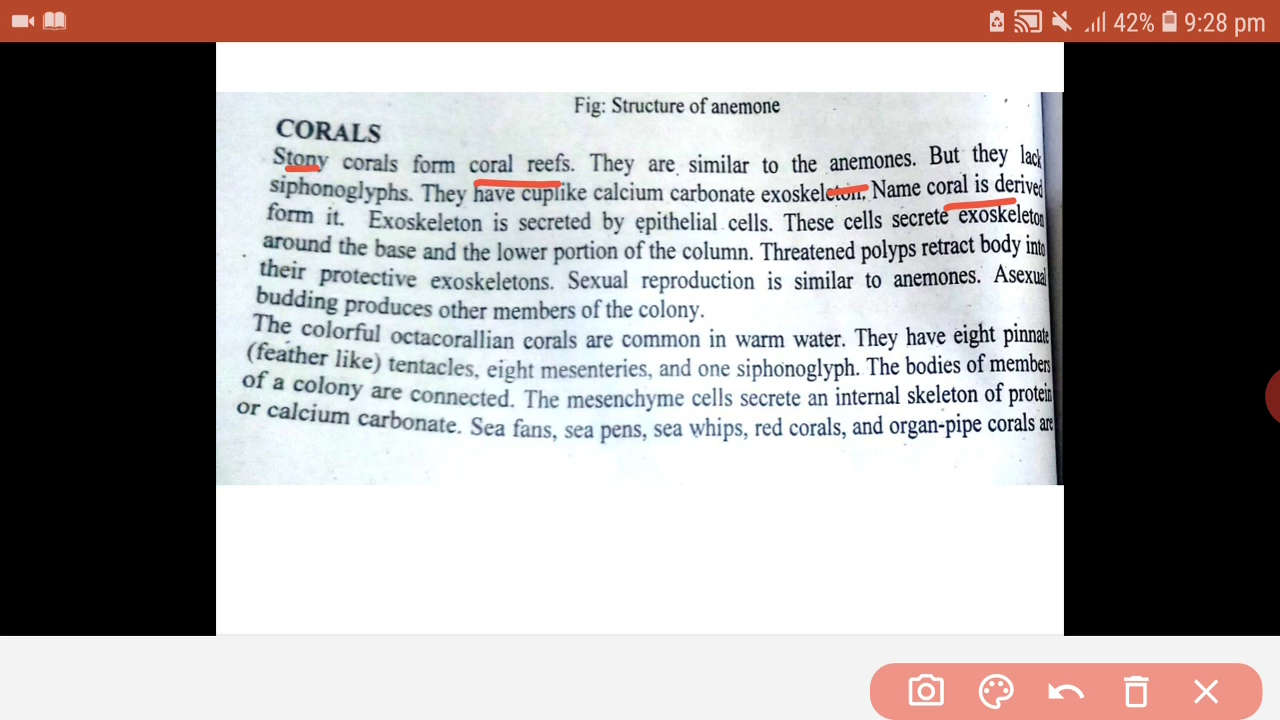 42% 9:28 pm
Fig: Structure of anemone
CORALS
Stony corals form coral reefs. They are similar to the anemones. But they lack
siphonoglyphs. They have cuplike calcium carbonate exoskeleton. Name coral is derived
form it. Exoskeleton is secreted by epithelial cells. These cells secrete exoskeleton
around the base and the lower portion of the column. Threatened polyps retract body into
their protective exoskeletons. Sexual reproduction is similar to anemones. Asexual
budding produces other members of the colony.
The colorful octacorallian corals are common in warm water. They have eight pinnate
(feather like) tentacles, eight mesenteries, and one siphonoglyph. The bodies of members
of a colony are connected. The mesenchyme cells secrete an internal skeleton of protein
or calcium carbonate. Sea fans, sea pens, sea whips, red corals, and organ-pipe corals are